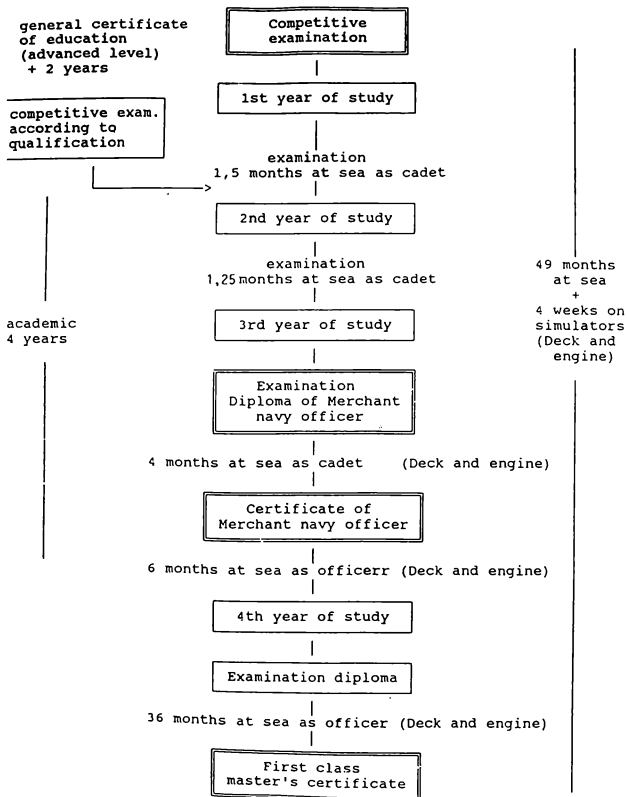 general certificate
of education
(advanced level)
+ 2 years
Competitive
examination
1st year of study
competitive exam.
according to
qualification
examination
1,5 months at sea as cadet
2nd year of study
examination
1,25 months at sea as cadet
academic
4 years
3rd year of study
49 months
at sea
+
4 weeks on
simulators
(Deck and
engine)
Examination
Diploma of Merchant
navy officer
4 months at sea as cadet (Deck and engine)
Certificate of
Merchant navy officer
6 months at sea as officerr (Deck and engine)
4th year of study
Examination diploma
36 months at sea as officer (Deck and engine)
First class
master's certificate